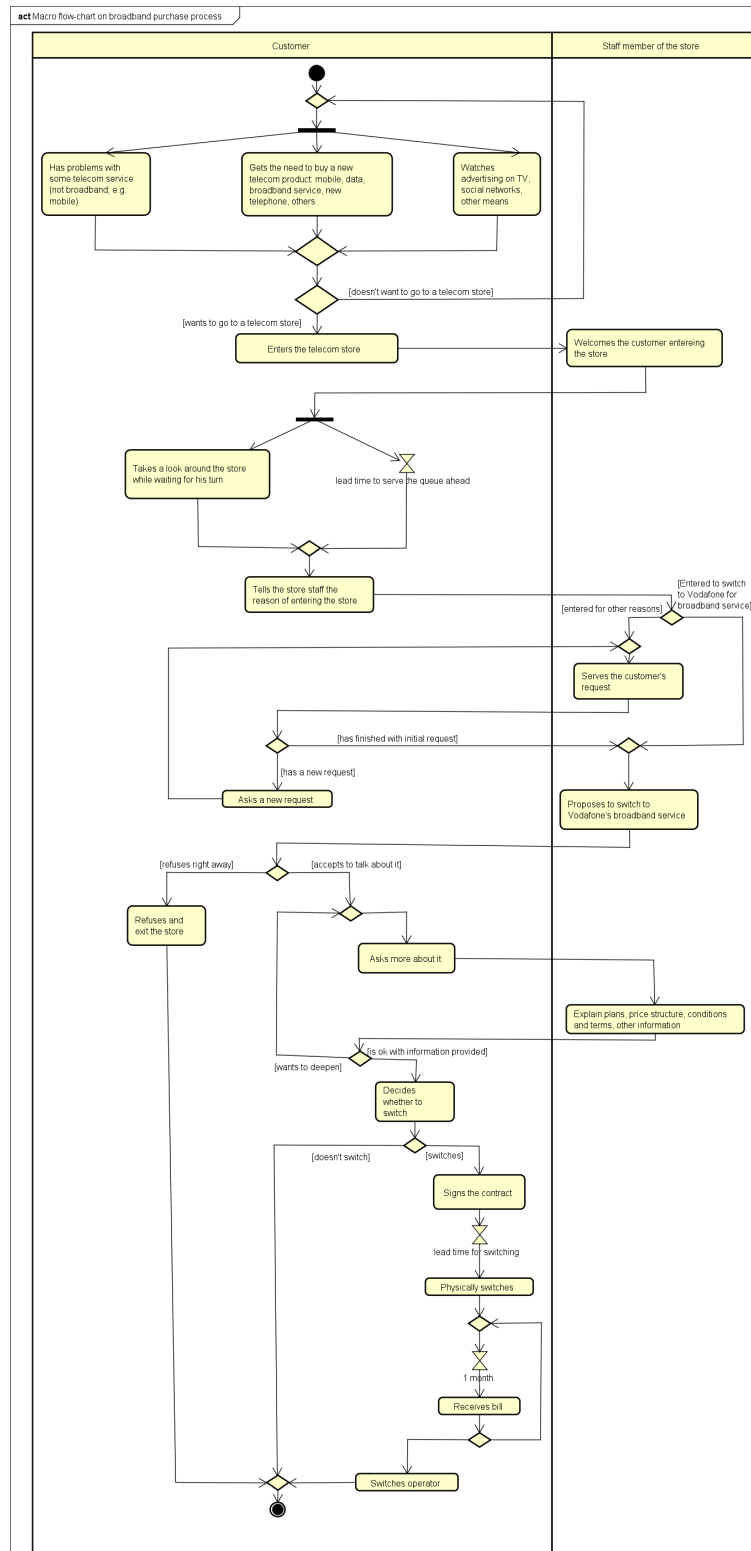 act Macro flow-chart on broadband purchase process
Customer
Staff member of the store
Has problems with
some telecom service
(not broadband; e.g.
mobile)
Gets the need to buy a new
telecom product: mobile, data,
broadband service, new
telephone, others
Watches
advertising on TV,
social networks,
other means
[doesn't want to go to a telecom store]
[wants to go to a telecom store]
Enters the telecom store
Welcomes the customer entereing
the store
Takes a look around the store
while waiting for his turn
lead time to serve the queue ahead
Tells the store staff the
reason of entering the store
[Entered to switch
to Vodafone for
broadband service]
[entered for other reasons]
Serves the customer's
request
[has finished with initial request]
[has a new request]
Asks a new request
Proposes to switch to
Vodafone's broadband service
[refuses right away]
[accepts to talk about it]
Refuses and
exit the store
Asks more about it
Explain plans, price structure, conditions
and terms, other information
[is ok with information provided]
[wants to deepen]
Decides
whether to
switch
[doesn't switch]
[switches]
Signs the contract
lead time for switching
Physically switches
1 month
Receives bill
Switches operator